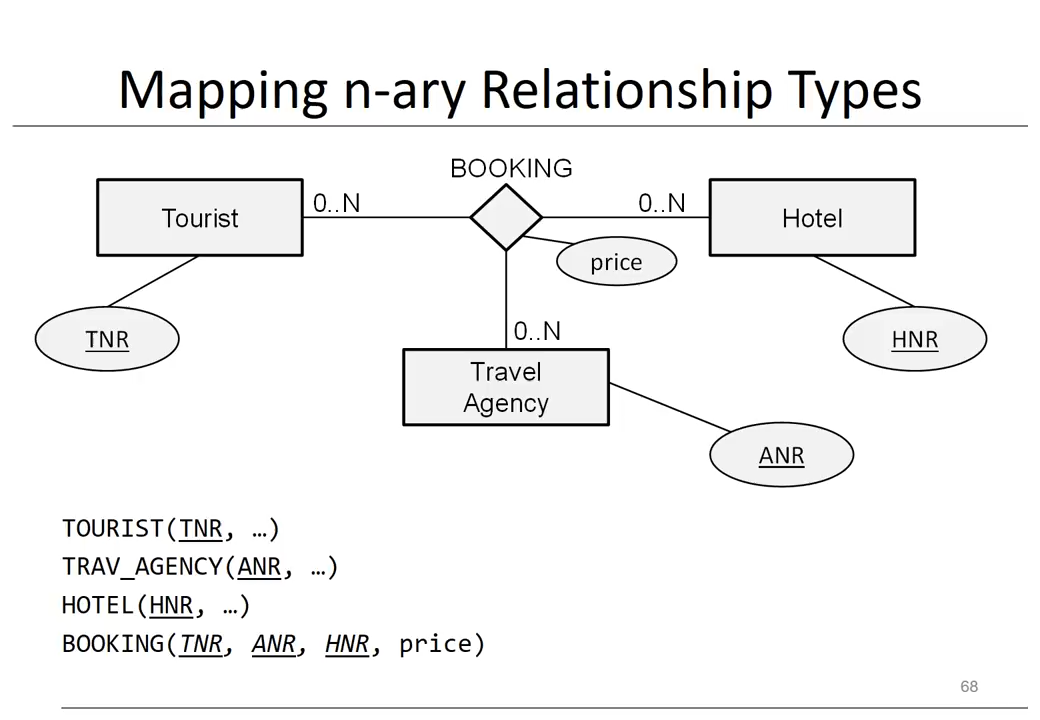 Mapping n-ary Relationship Types
BOOKING
Tourist
0..N
0..N
Hotel
price
TNR
0..N
HNR
Travel
Agency
ANR
TOURIST(TNR, …)
TRAV_AGENCY(ANR, …)
HOTEL(HNR, …)
BOOKING(TNR, ANR, HNR, price)
68